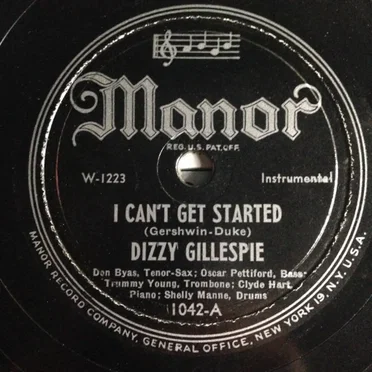 Manor
REG. U.S. PAT. OFF.
W-1223 Instrumental
I CAN'T GET STARTED
(Gershwin-Duke)
DIZZY GILLESPIE
Don Byas, Tenor-Sax; Oscar Pettiford, Bass;
Trummy Young, Trombone; Clyde Hart,
Piano; Shelly Manne, Drums
1042-A
MANOR RECORD COMPANY, GENERAL OFFICE, NEW YORK 19, N.Y. U.S.A.